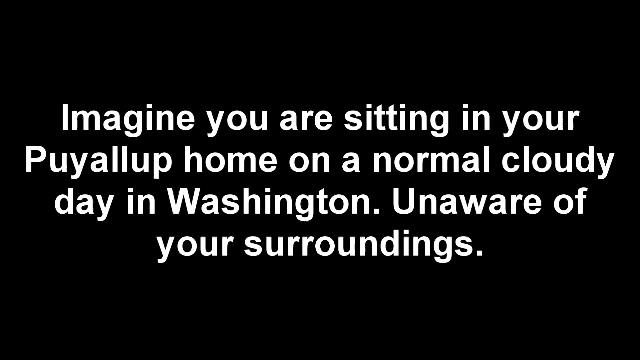 Imagine you are sitting in your
Puyallup home on a normal cloudy
day in Washington. Unaware of
your surroundings.